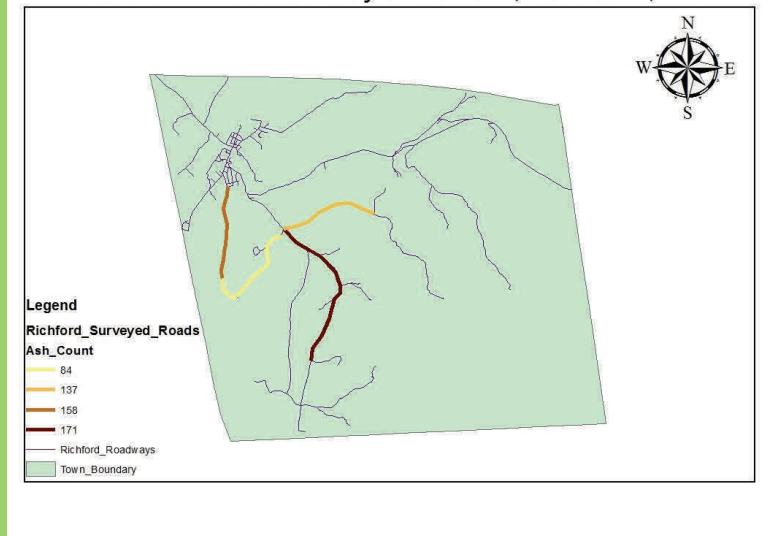 N
W E
S
Legend
Richford_Surveyed_Roads
Ash_Count
84
137
158
171
Richford_Roadways
Town_Boundary